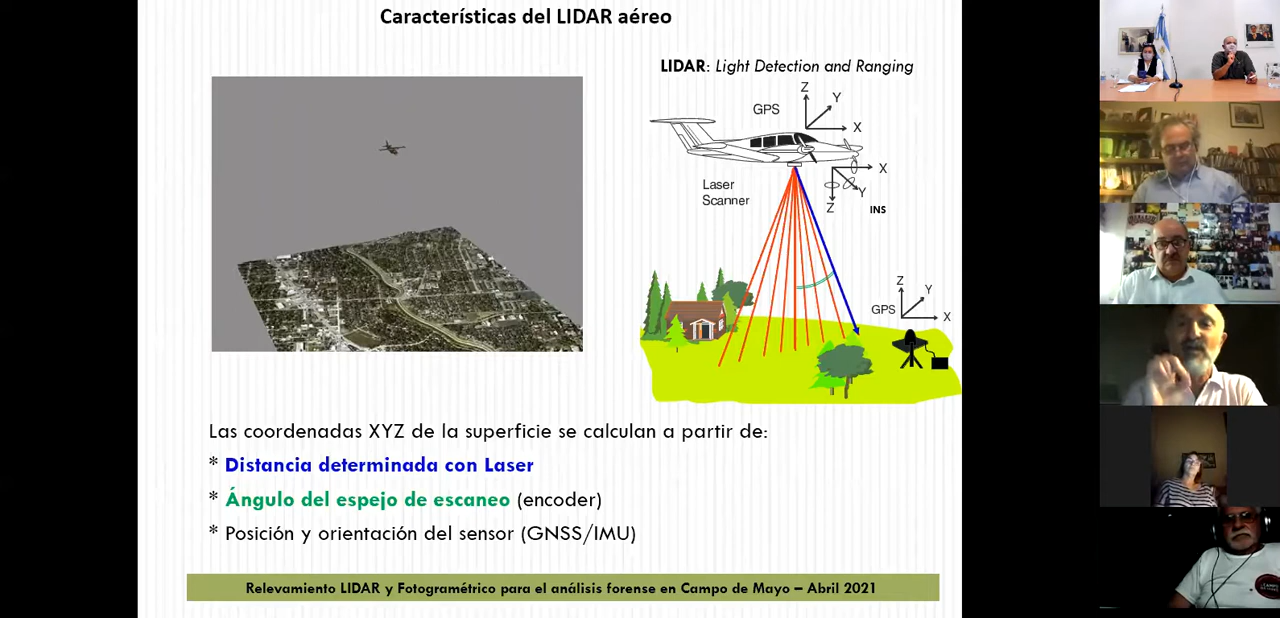 Características del LIDAR aéreo
LIDAR: Light Detection and Ranging
Z
Y
GPS
X
X
Laser
Scanner
Y
Z
INS
Z
Y
GPS
X
Las coordenadas XYZ de la superficie se calculan a partir de:
* Distancia determinada con Laser
* Ángulo del espejo de escaneo (encoder)
* Posición y orientación del sensor (GNSS/IMU)
Relevamiento LIDAR y Fotogramétrico para el análisis forense en Campo de Mayo – Abril 2021